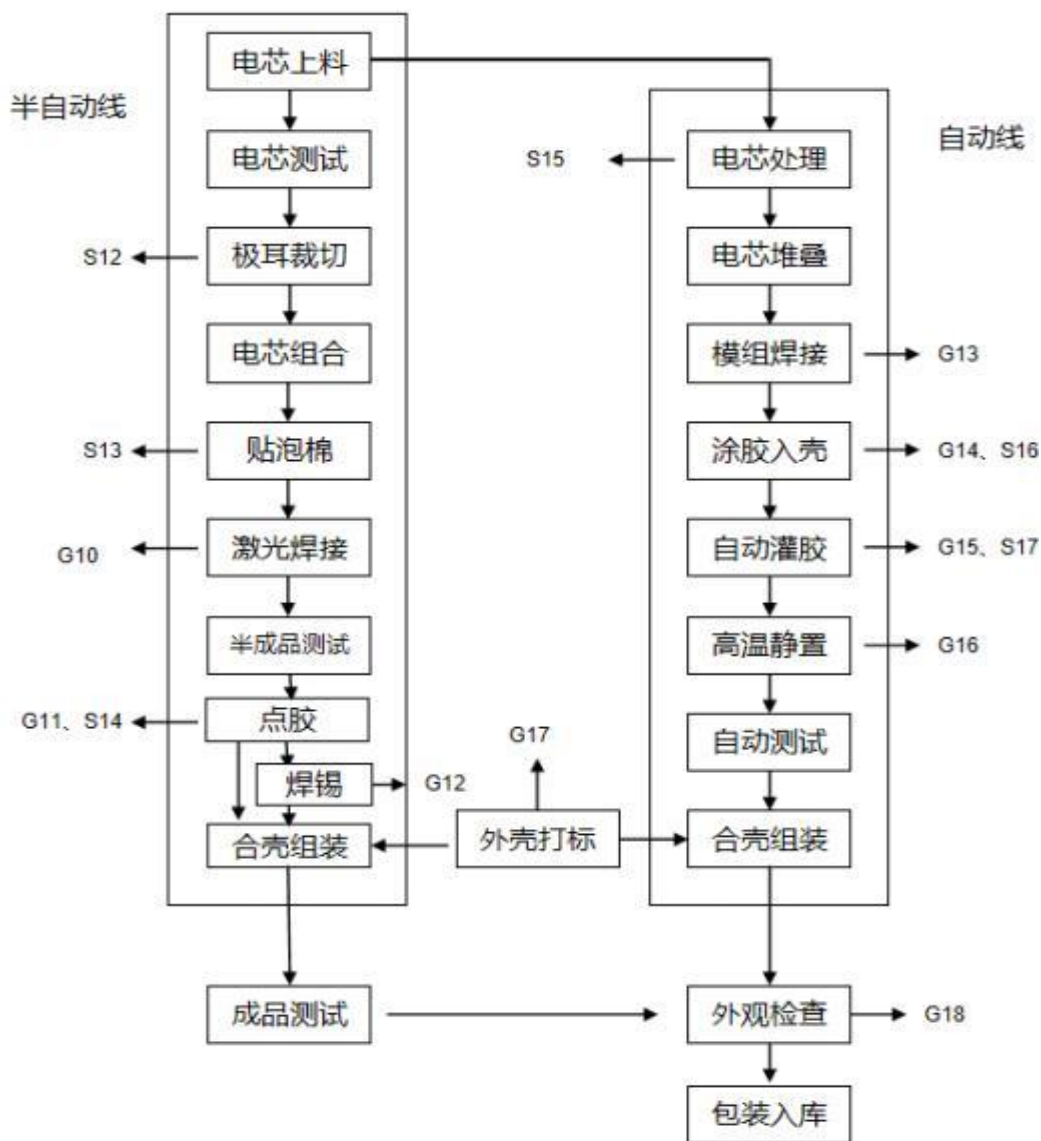 电芯上料
半自动线
自动线
电芯测试
S15
电芯处理
S12
极耳裁切
电芯堆叠
电芯组合
模组焊接
G13
S13
贴泡棉
涂胶入壳
G14、S16
G10
激光焊接
自动灌胶
G15、S17
半成品测试
高温静置
G16
G11、S14
点胶
G17
自动测试
焊锡
G12
合壳组装
外壳打标
合壳组装
成品测试
外观检查
G18
包装入库